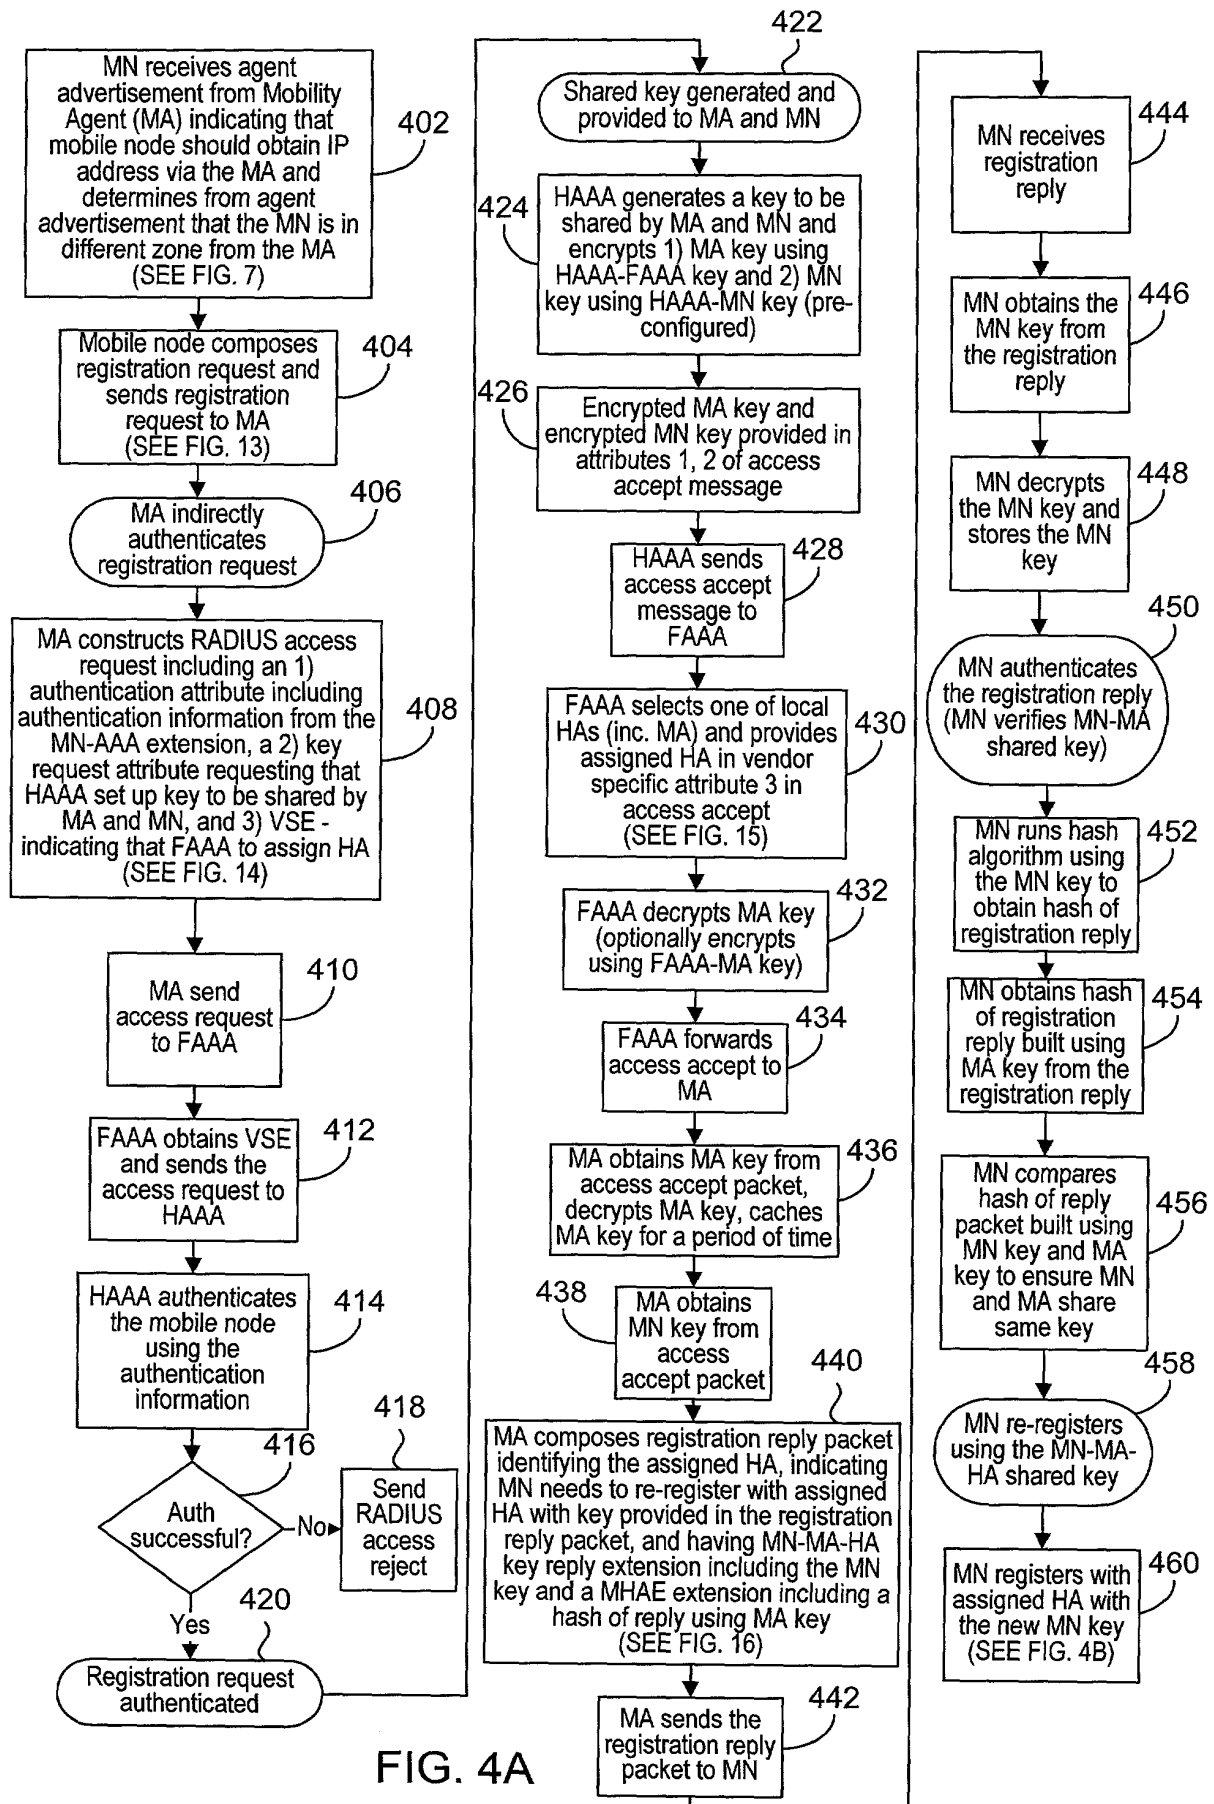 MN receives agent
advertisement from Mobility
Agent (MA) indicating that
mobile node should obtain IP
address via the MA and
determines from agent
advertisement that the MN is in
different zone from the MA
(SEE FIG. 7)
402
Mobile node composes
registration request and
sends registration
request to MA
(SEE FIG. 13)
404
MA indirectly
authenticates
registration request
406
MA constructs RADIUS access
request including an 1)
authentication attribute including
authentication information from the
MN-AAA extension, a 2) key
request attribute requesting that
HAAA set up key to be shared by
MA and MN, and 3) VSE -
indicating that FAAA to assign HA
(SEE FIG. 14)
408
MA send
access request
to FAAA
410
FAAA obtains VSE
and sends the
access request to
HAAA
412
HAAA authenticates
the mobile node
using the
authentication
information
414
Auth
successful?
416
No
Send
RADIUS
access
reject
418
Yes
420
Registration request
authenticated
422
Shared key generated and
provided to MA and MN
424
HAAA generates a key to be
shared by MA and MN and
encrypts 1) MA key using
HAAA-FAAA key and 2) MN
key using HAAA-MN key (pre-
configured)
426
Encrypted MA key and
encrypted MN key provided in
attributes 1, 2 of access
accept message
HAAA sends
access accept
message to
FAAA
428
FAAA selects one of local
HAs (inc. MA) and provides
assigned HA in vendor
specific attribute 3 in
access accept
(SEE FIG. 15)
430
FAAA decrypts MA key
(optionally encrypts
using FAAA-MA key)
432
FAAA forwards
access accept to
MA
434
MA obtains MA key from
access accept packet,
decrypts MA key, caches
MA key for a period of time
436
438
MA obtains
MN key from
access
accept packet
440
MA composes registration reply packet
identifying the assigned HA, indicating
MN needs to re-register with assigned
HA with key provided in the registration
reply packet, and having MN-MA-HA
key reply extension including the MN
key and a MHAE extension including a
hash of reply using MA key
(SEE FIG. 16)
MA sends the
registration reply
packet to MN
442
MN receives
registration
reply
444
MN obtains the
MN key from
the registration
reply
446
MN decrypts
the MN key and
stores the MN
key
448
450
MN authenticates
the registration reply
(MN verifies MN-MA
shared key)
MN runs hash
algorithm using
the MN key to
obtain hash of
registration reply
452
MN obtains hash
of registration
reply built using
MA key from the
registration reply
454
MN compares
hash of reply
packet built using
MN key and MA
key to ensure MN
and MA share
same key
456
458
MN re-registers
using the MN-MA-
HA shared key
MN registers with
assigned HA with
the new MN key
(SEE FIG. 4B)
460
FIG. 4A